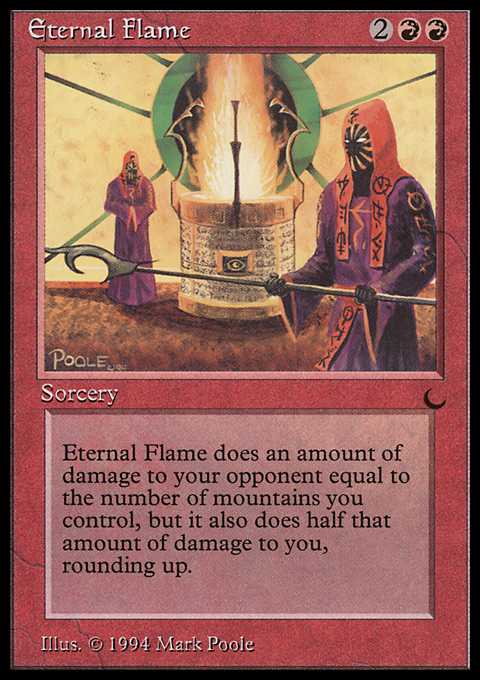 Eternal Flame 2
POOLE
Sorcery
Eternal Flame does an amount of
damage to your opponent equal to
the number of mountains you
control, but it also does half that
amount of damage to you,
rounding up.
Illus. © 1994 Mark Poole